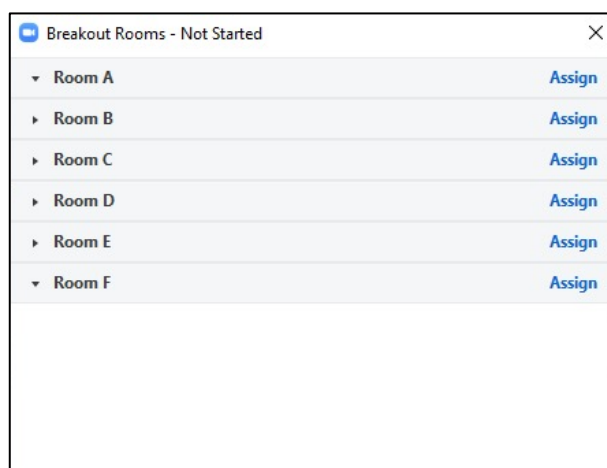 Breakout Rooms - Not Started
Room A Assign
Room B Assign
Room C Assign
Room D Assign
Room E Assign
Room F Assign